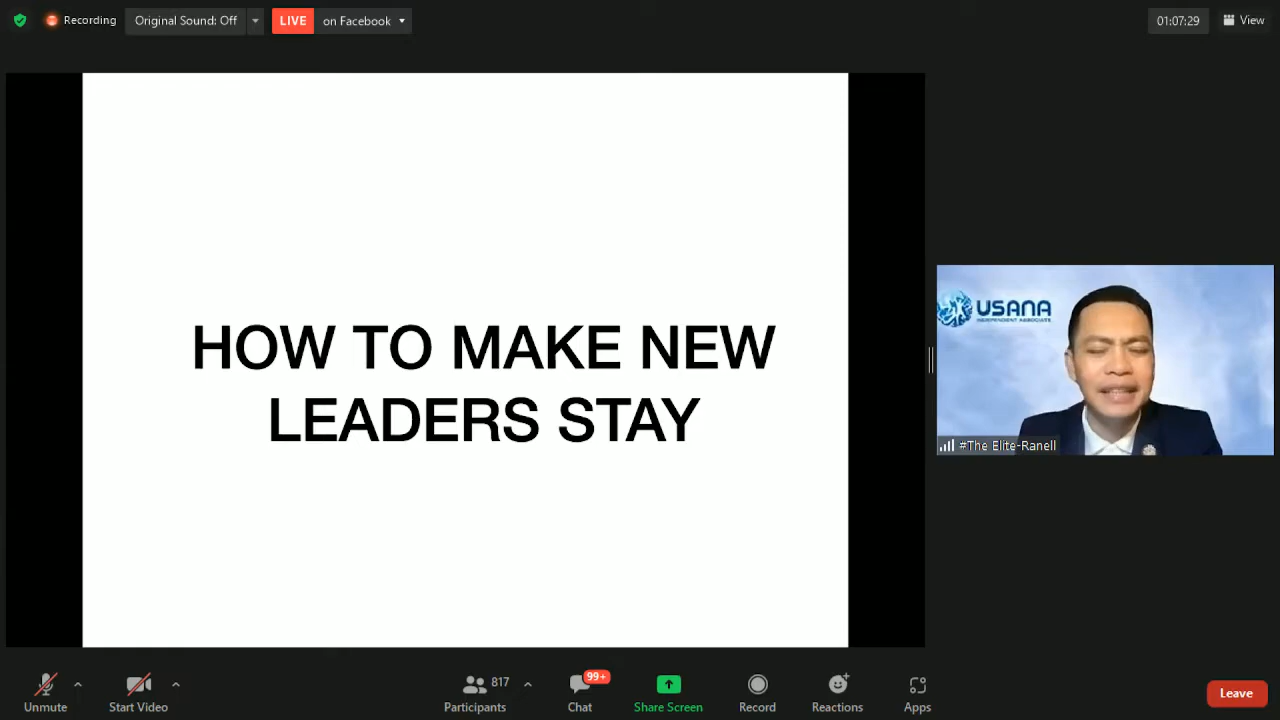 Recording
Original Sound: Off
LIVE on Facebook
01:07:29
View
HOW TO MAKE NEW
LEADERS STAY
USANA
INDEPENDENT ASSOCIATE
#The Elite-Ranell
Unmute
Start Video
817
Participants
99+
Chat
Share Screen
Record
Reactions
Apps
Leave